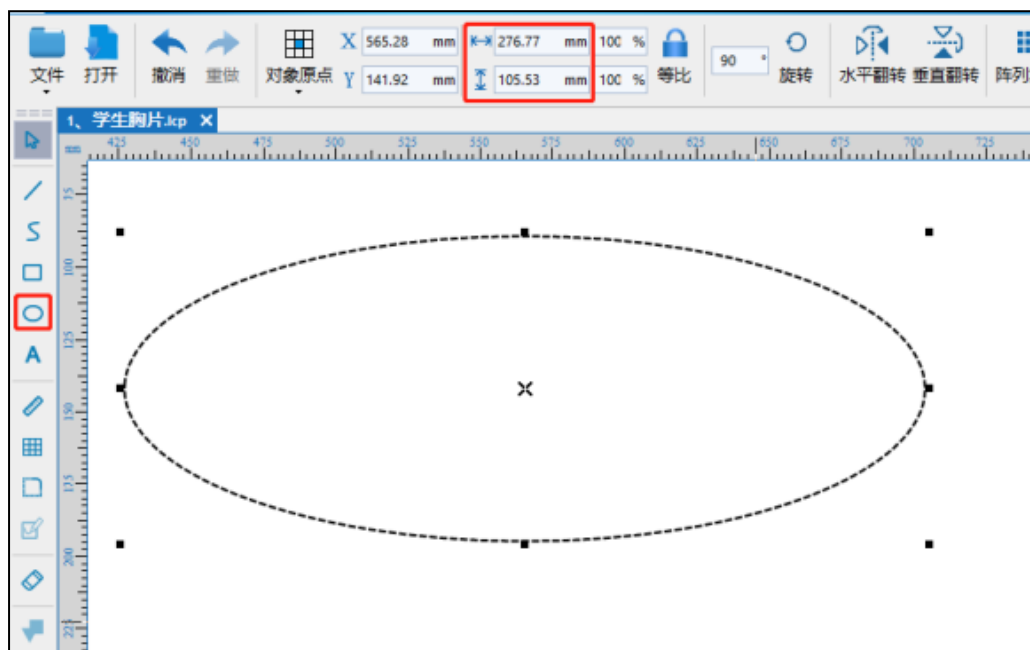 X 565.28 mm 276.77 mm 100 %
Y 141.92 mm 105.53 mm 100 %
90 °
文件 打开 撤消 重做 对象原点 等比 旋转 水平翻转 垂直翻转 阵列
1、学生胸片.lcp X
mm 425 450 475 500 525 550 575 600 625 650 675 700 725
75
100
125
150
175
200
225
A